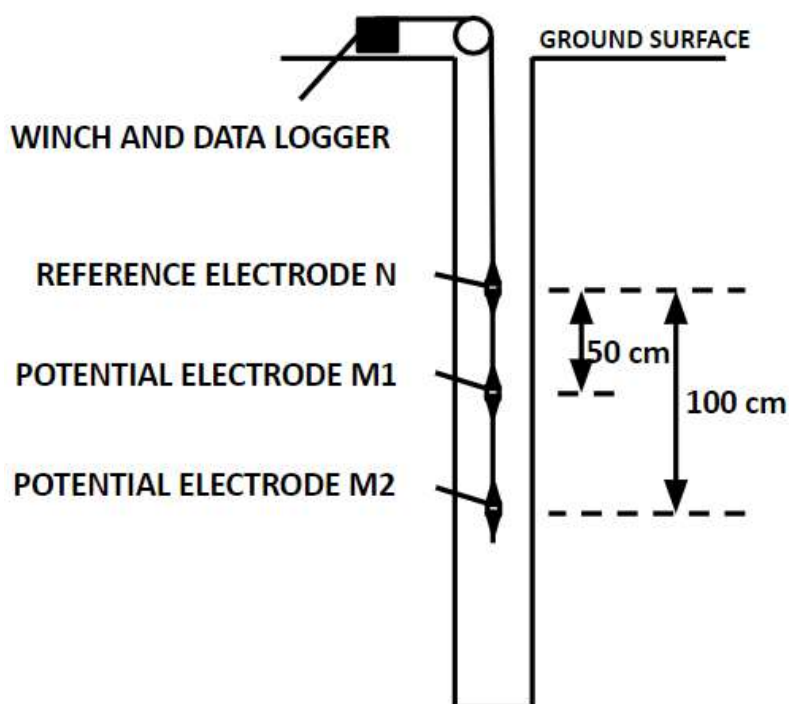 GROUND SURFACE
WINCH AND DATA LOGGER
REFERENCE ELECTRODE N
50 cm
POTENTIAL ELECTRODE M1
100 cm
POTENTIAL ELECTRODE M2